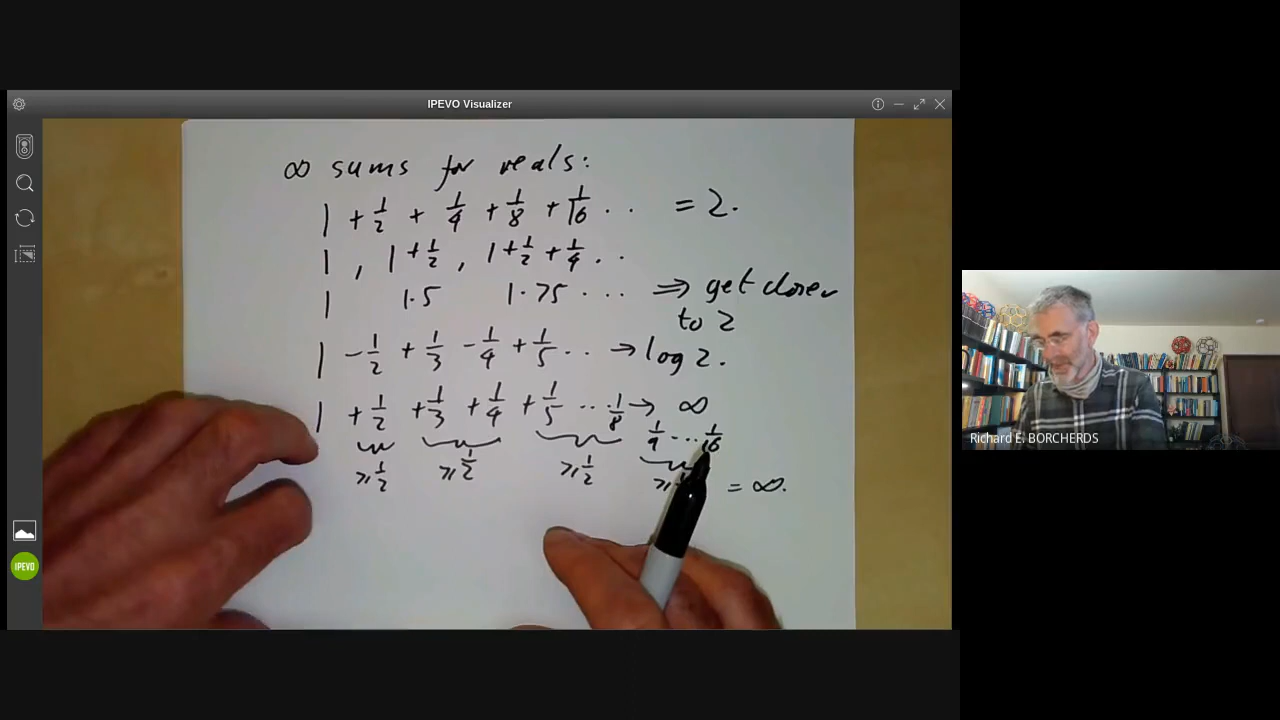 IPEVO Visualizer
∞ sums for reals:
1 + 1/2 + 1/4 + 1/8 + 1/16 . . = 2.
1 , 1 + 1/2 , 1 + 1/2 + 1/4 . .
1 1.5 1.75 . . . ⇒ get closer
to 2
1 - 1/2 + 1/3 - 1/4 + 1/5 . . → log 2.
1 + 1/2 + 1/3 + 1/4 + 1/5 . . . 1/8 → ∞
1/9 . . . 1/16
⩾ 1/2 ⩾ 1/2 ⩾ 1/2 ⩾ = ∞.
IPEVO
Richard E. BORCHERDS